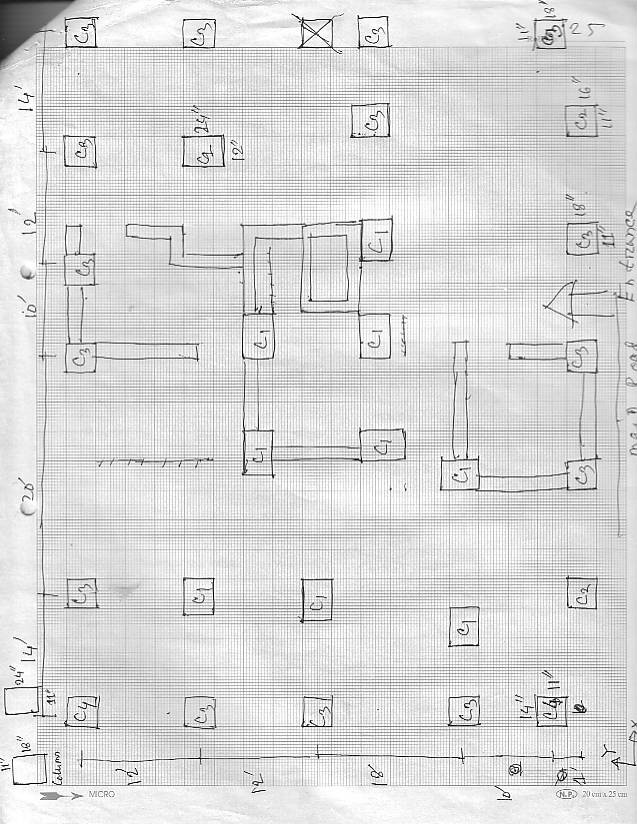 C3 C3 C3 11" 18" C3 25
14'
C3 C1 24" 12" C3 C2 16" 11"
12'
C3 C1 C3 18" 11"
Entrance
10'
C3 C1 C1 C3
Main Road
C1 C1 C1 C3
20'
C3 C1 C1 C1 C2
14'
24" 11"
C4 C3 C3 C3 14" C4 11"
11" 18" Column
12' 12' 18' 10' 1'
Y X
MICRO N.P. 20 cm x 25 cm